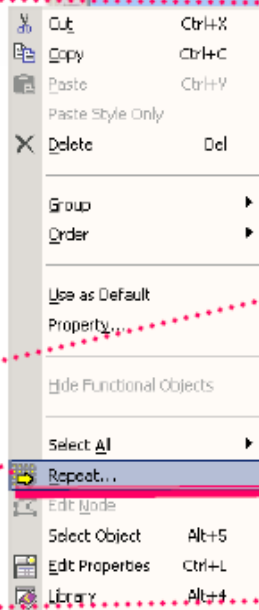 Cut Ctrl+X
Copy Ctrl+C
Paste Ctrl+V
Paste Style Only
Delete Del
Group
Order
Use as Default
Property...
Hide Functional Objects
Select All
Repeat...
Edit Node
Select Object Alt+S
Edit Properties Ctrl+L
Library Alt+4